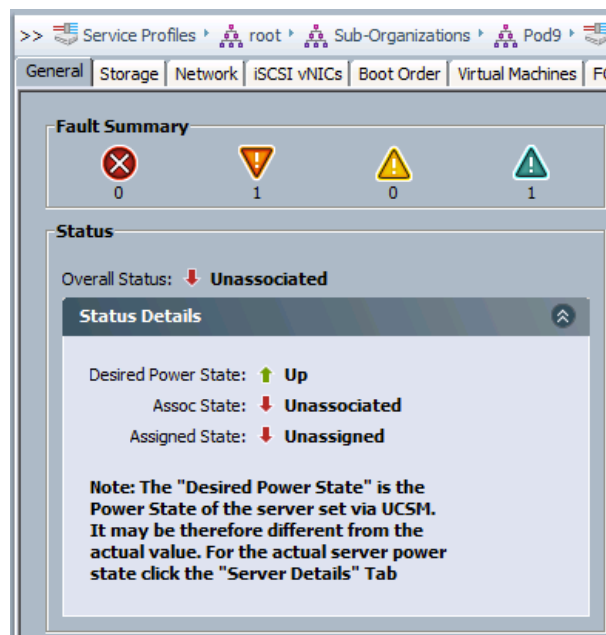 >> Service Profiles root Sub-Organizations Pod9
General Storage Network iSCSI vNICs Boot Order Virtual Machines
Fault Summary
0 1 0 1
Status
Overall Status: Unassociated
Status Details
Desired Power State: Up
Assoc State: Unassociated
Assigned State: Unassigned
Note: The "Desired Power State" is the
Power State of the server set via UCSM.
It may be therefore different from the
actual value. For the actual server power
state click the "Server Details" Tab